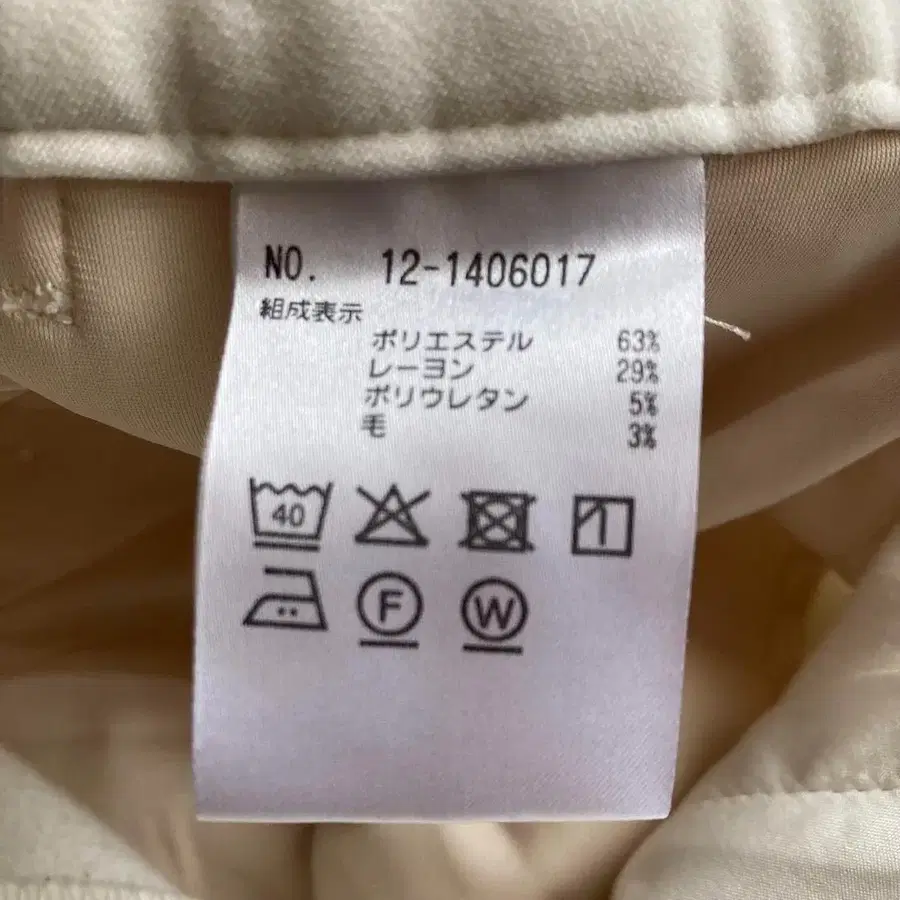 NO. 12-1406017
組成表示
ポリエステル 63%
レーヨン 29%
ポリウレタン 5%
毛 3%
40
F W